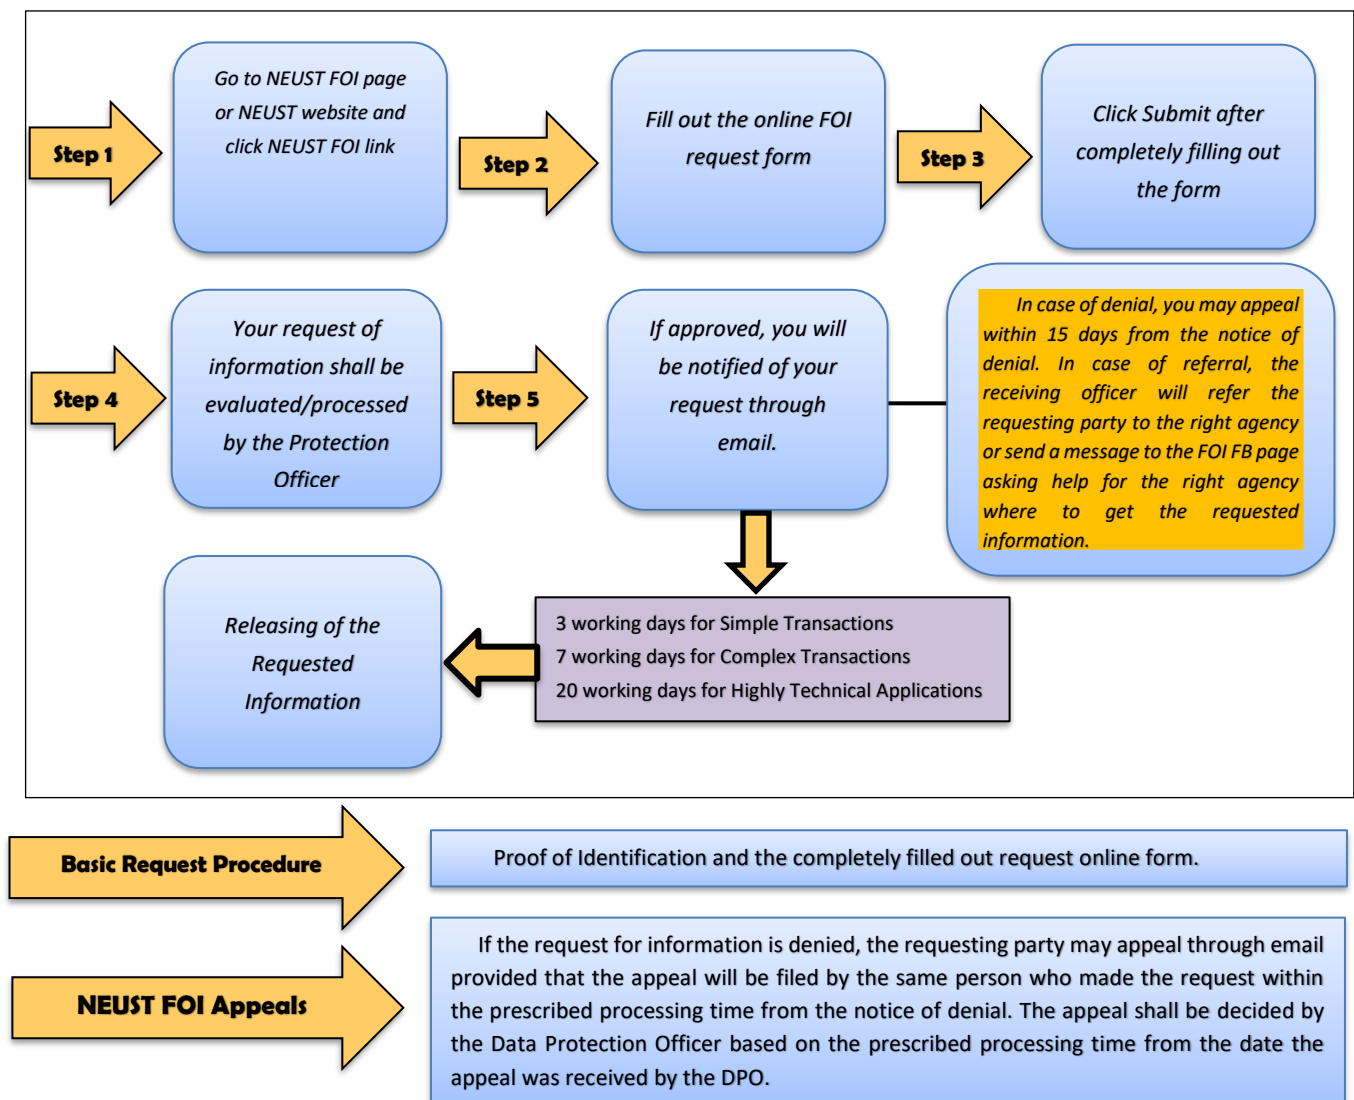 Step 1
Go to NEUST FOI page
or NEUST website and
click NEUST FOI link
Step 2
Fill out the online FOI
request form
Step 3
Click Submit after
completely filling out
the form
Step 4
Your request of
information shall be
evaluated/processed
by the Protection
Officer
Step 5
If approved, you will
be notified of your
request through
email.
In case of denial, you may appeal
within 15 days from the notice of
denial. In case of referral, the
receiving officer will refer the
requesting party to the right agency
or send a message to the FOI FB page
asking help for the right agency
where to get the requested
information.
3 working days for Simple Transactions
7 working days for Complex Transactions
20 working days for Highly Technical Applications
Releasing of the
Requested
Information
Basic Request Procedure
Proof of Identification and the completely filled out request online form.
NEUST FOI Appeals
If the request for information is denied, the requesting party may appeal through email
provided that the appeal will be filed by the same person who made the request within
the prescribed processing time from the notice of denial. The appeal shall be decided by
the Data Protection Officer based on the prescribed processing time from the date the
appeal was received by the DPO.